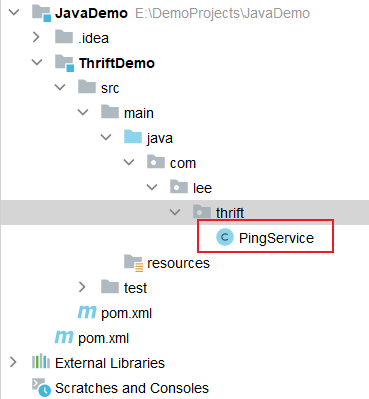 JavaDemo E:\DemoProjects\JavaDemo
.idea
ThriftDemo
src
main
java
com
lee
thrift
C PingService
resources
test
pom.xml
pom.xml
External Libraries
Scratches and Consoles